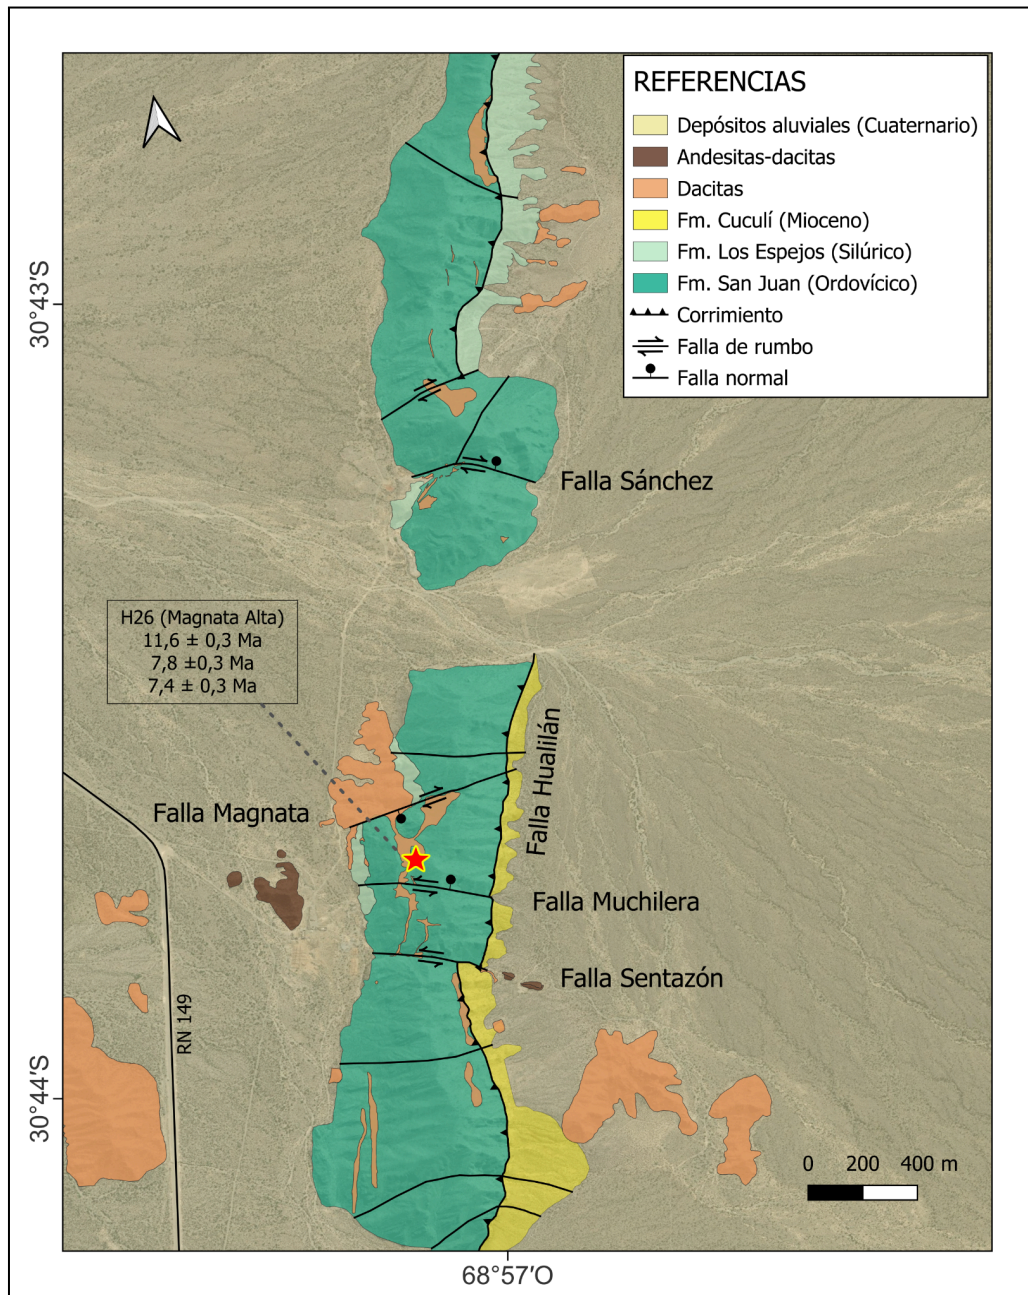 REFERENCIAS
Depósitos aluviales (Cuaternario)
Andesitas-dacitas
Dacitas
Fm. Cuculí (Mioceno)
Fm. Los Espejos (Silúrico)
Fm. San Juan (Ordovícico)
Corrimiento
Falla de rumbo
Falla normal
30°43'S
Falla Sánchez
H26 (Magnata Alta)
11,6 ± 0,3 Ma
7,8 ±0,3 Ma
7,4 ± 0,3 Ma
Falla Hualilán
Falla Magnata
Falla Muchilera
Falla Sentazón
RN 149
30°44'S
0 200 400 m
68°57'O